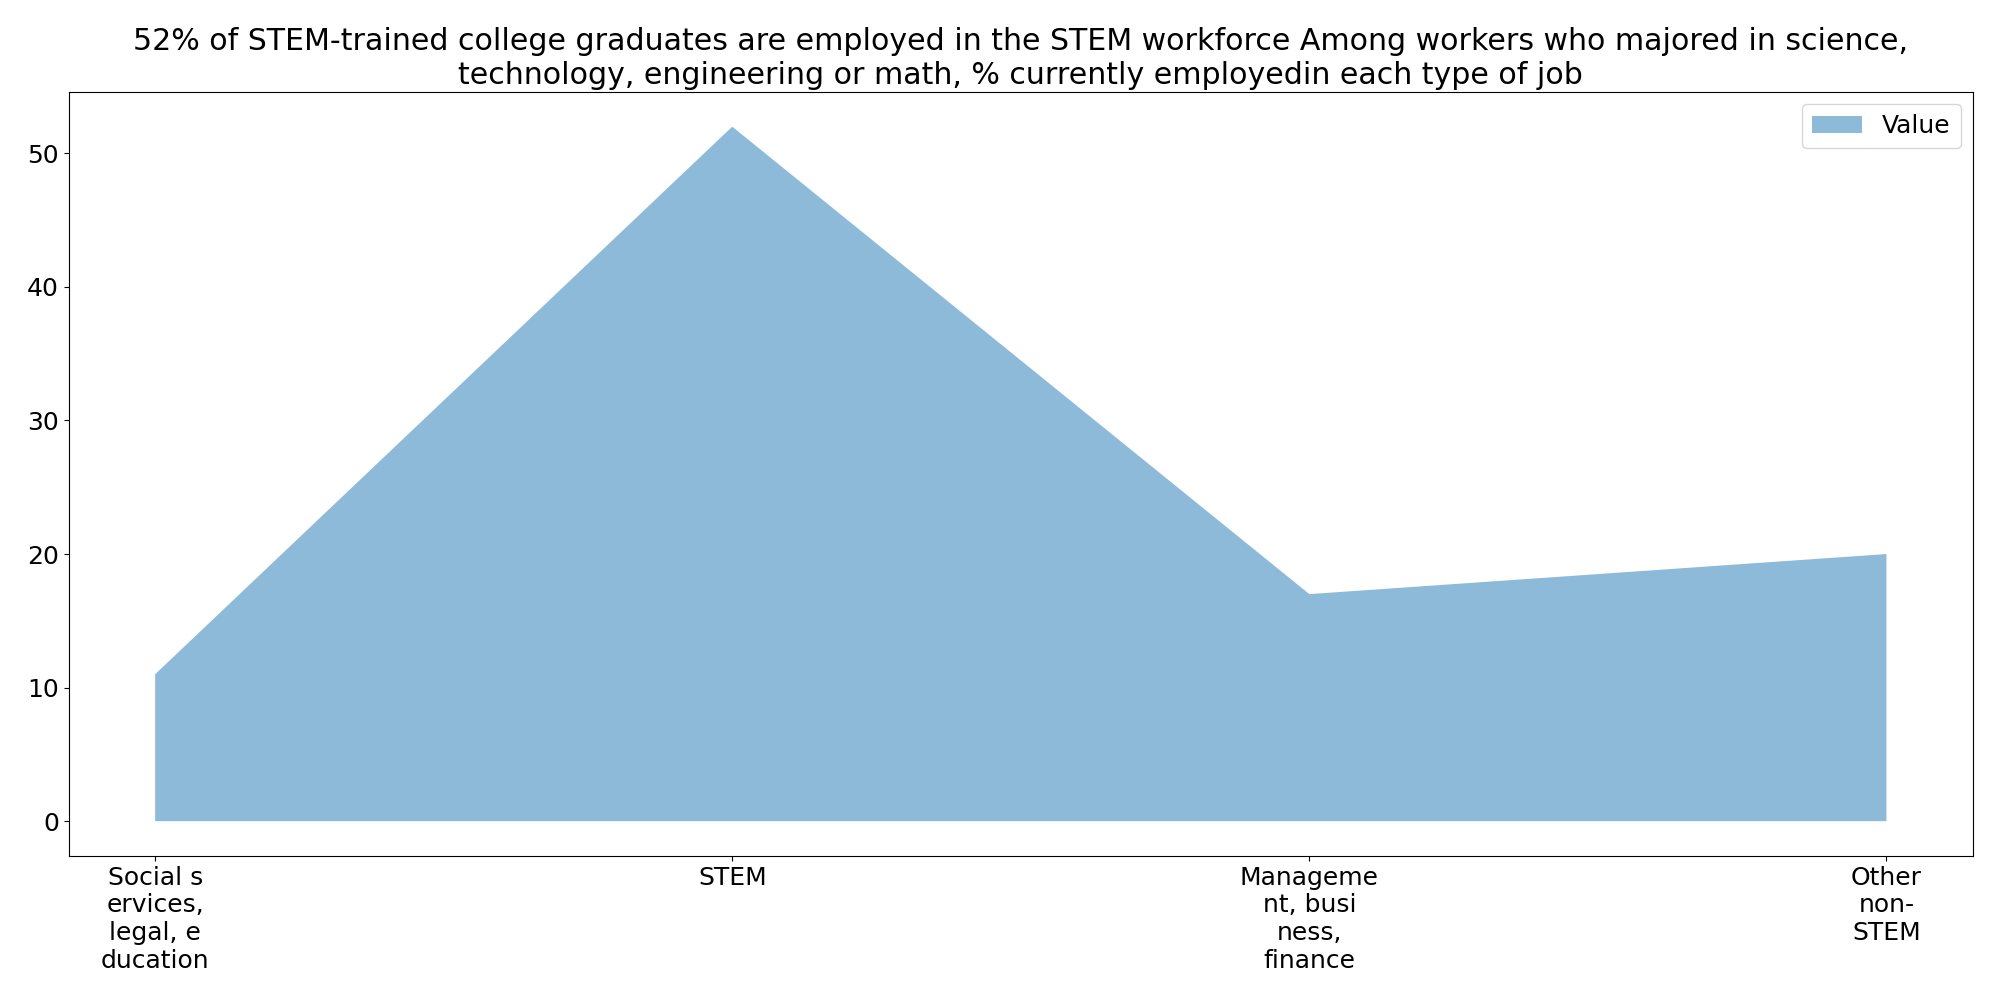 52% of STEM-trained college graduates are employed in the STEM workforce Among workers who majored in science,
technology, engineering or math, % currently employedin each type of job
Value
50
40
30
20
10
0
Social s
ervices,
legal, e
ducation
STEM
Manageme
nt, busi
ness,
finance
Other
non-
STEM